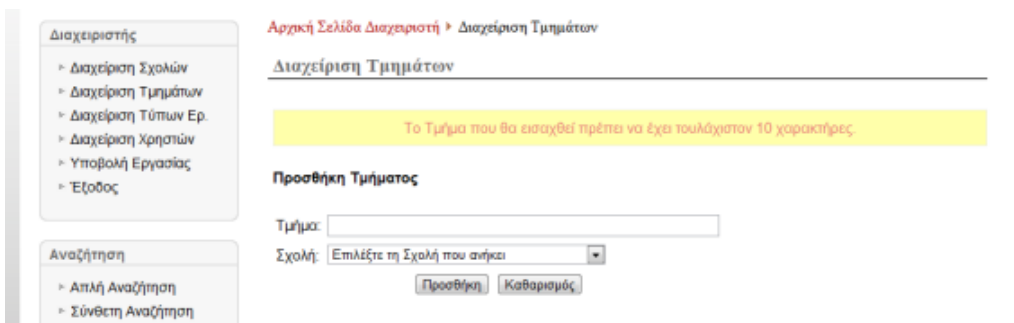 Διαχειριστής
Διαχείριση Σχολών
Διαχείριση Τμημάτων
Διαχείριση Τύπων Ερ.
Διαχείριση Χρηστών
Υποβολή Εργασίας
Έξοδος
Αναζήτηση
Απλή Αναζήτηση
Σύνθετη Αναζήτηση
Αρχική Σελίδα Διαχειριστή Διαχείριση Τμημάτων
Διαχείριση Τμημάτων
Το Τμήμα που θα εισαχθεί πρέπει να έχει τουλάχιστον 10 χαρακτήρες.
Προσθήκη Τμήματος
Τμήμα:
Σχολή: Επιλέξτε τη Σχολή που ανήκει
Προσθήκη Καθαρισμός